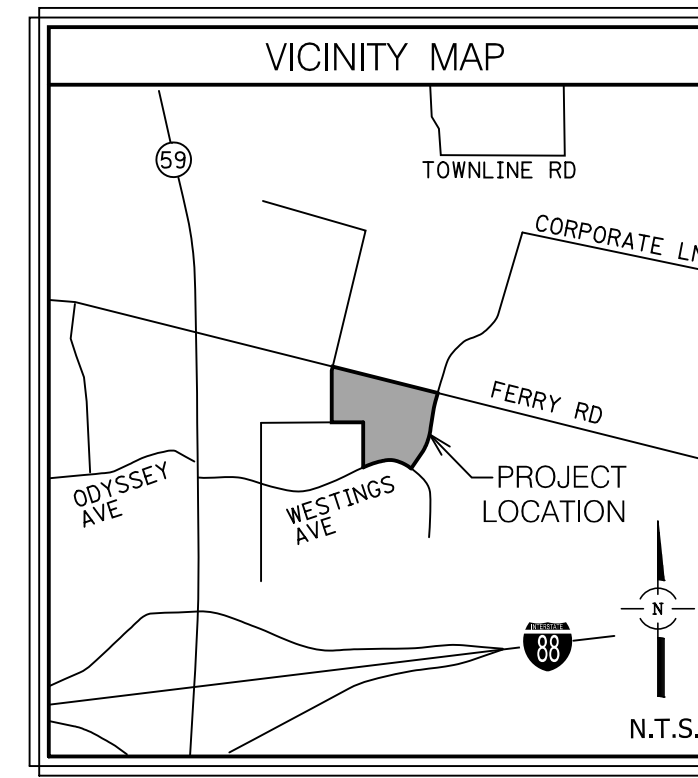 VICINITY MAP
59
TOWNLINE RD
CORPORATE LN
FERRY RD
ODYSSEY
AVE
WESTINGS
AVE
PROJECT
LOCATION
N
INTERSTATE
88
N.T.S.